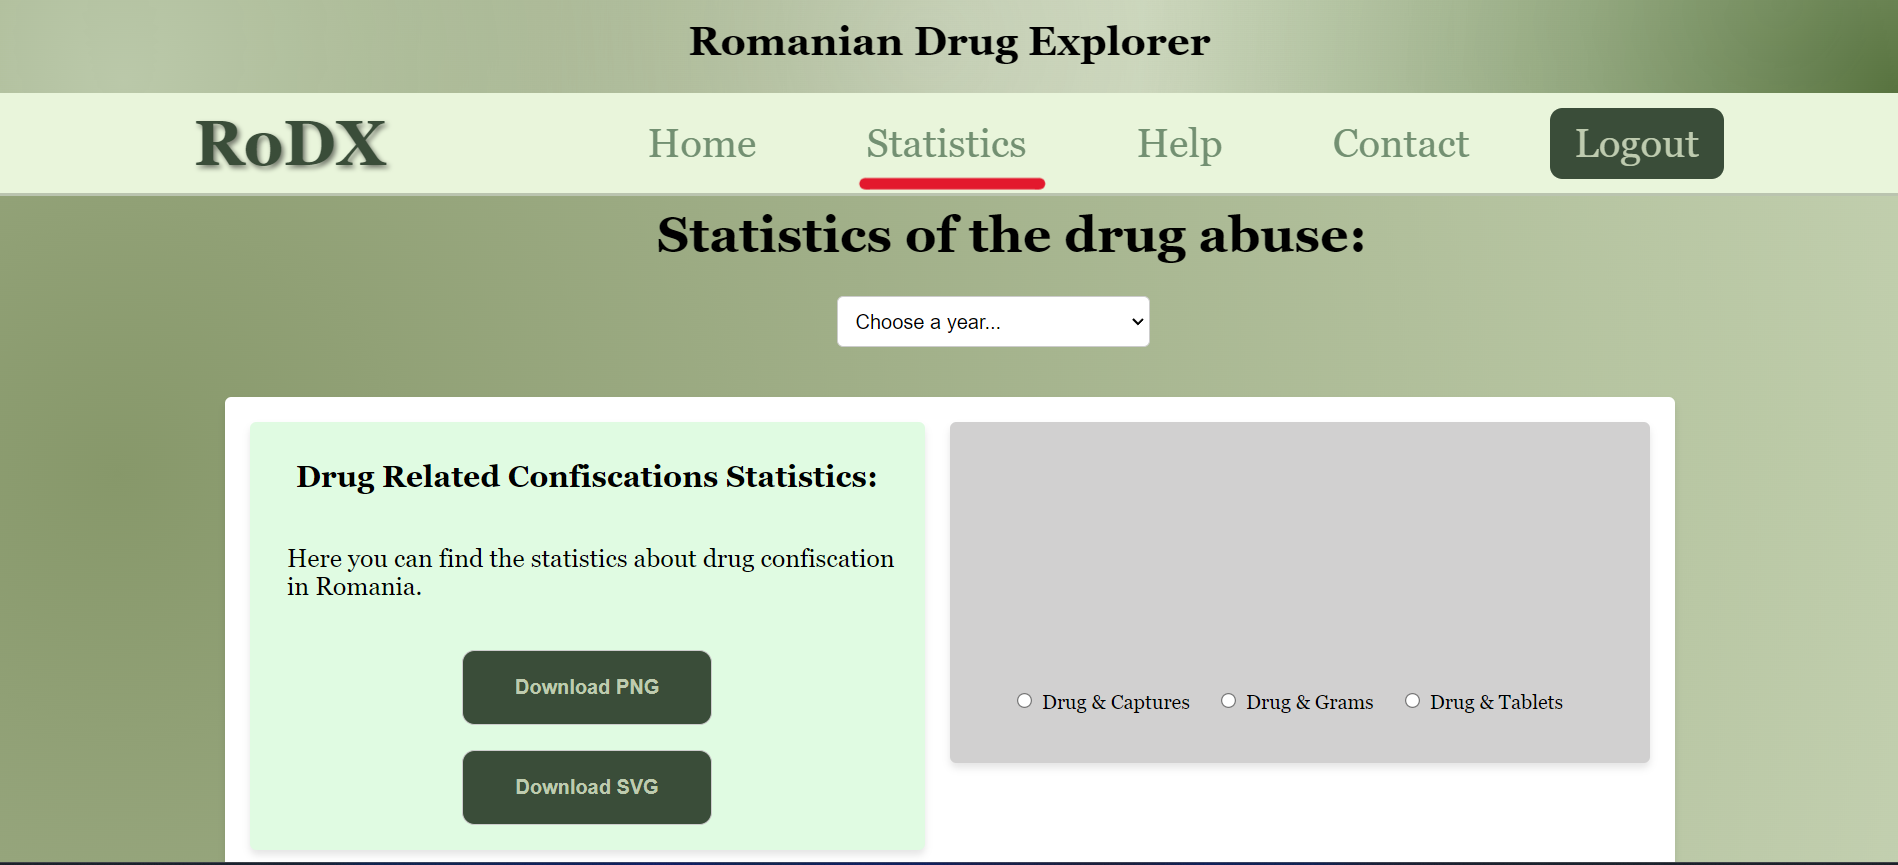 Romanian Drug Explorer
RoDX
Home
Statistics
Help
Contact
Logout
Statistics of the drug abuse:
Choose a year...
Drug Related Confiscations Statistics:
Here you can find the statistics about drug confiscation
in Romania.
Download PNG
Download SVG
Drug & Captures
Drug & Grams
Drug & Tablets